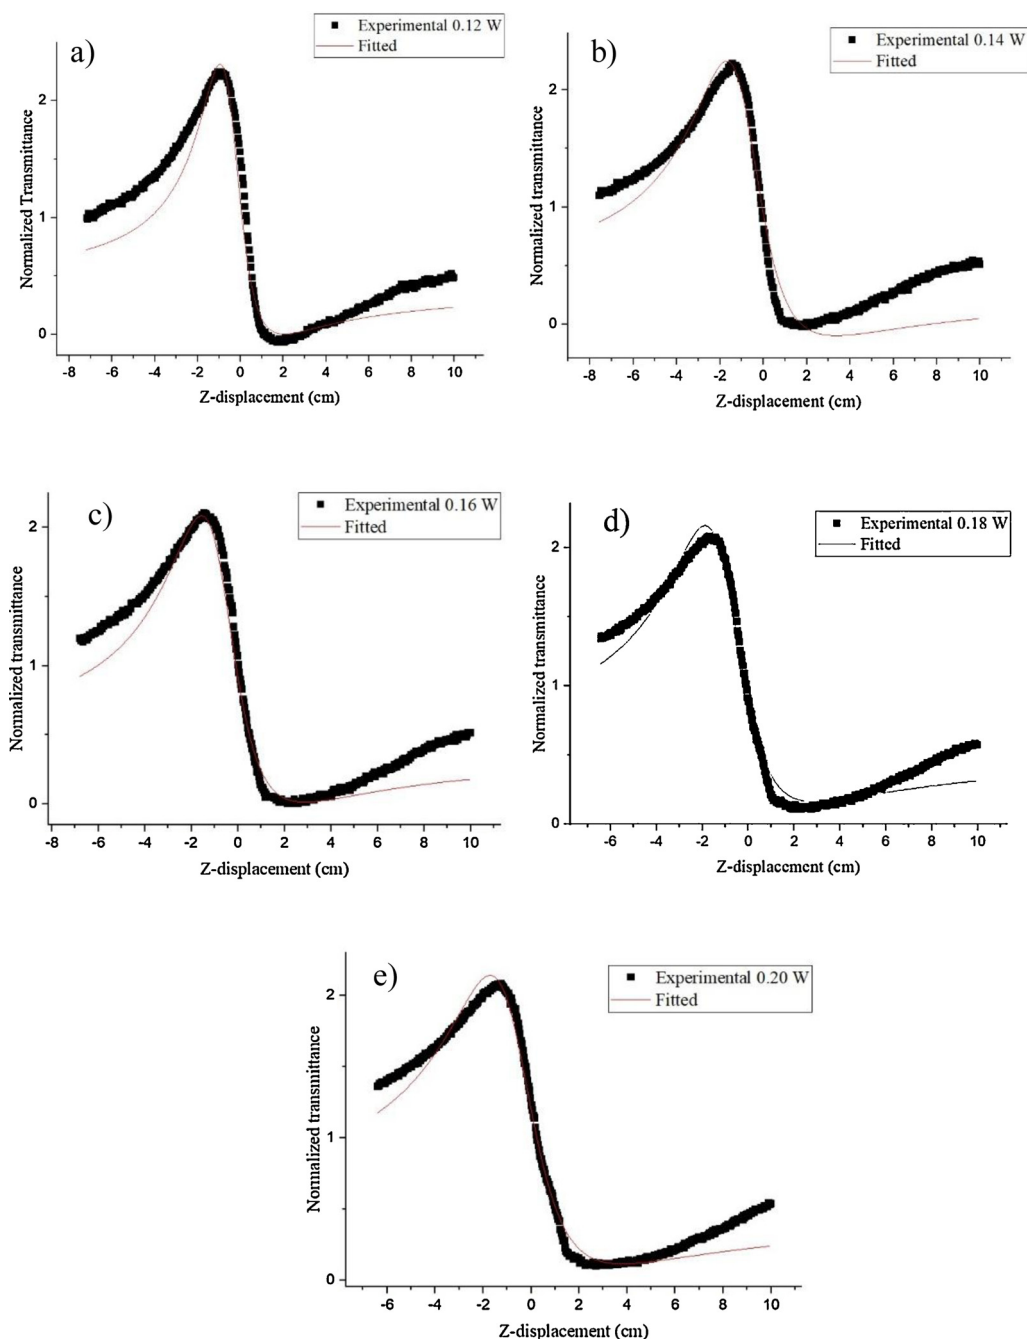 a)
Experimental 0.12 W
Fitted
Normalized Transmittance
2
1
0
-8 -6 -4 -2 0 2 4 6 8 10
Z-displacement (cm)
b)
Experimental 0.14 W
Fitted
Normalized transmittance
2
1
0
-8 -6 -4 -2 0 2 4 6 8 10
Z-displacement (cm)
c)
Experimental 0.16 W
Fitted
Normalized transmittance
2
1
0
-8 -6 -4 -2 0 2 4 6 8 10
Z-displacement (cm)
d)
Experimental 0.18 W
Fitted
Normalized transmittance
2
1
0
-6 -4 -2 0 2 4 6 8 10
Z-displacement (cm)
e)
Experimental 0.20 W
Fitted
Normalized transmittance
2
1
0
-6 -4 -2 0 2 4 6 8 10
Z-displacement (cm)